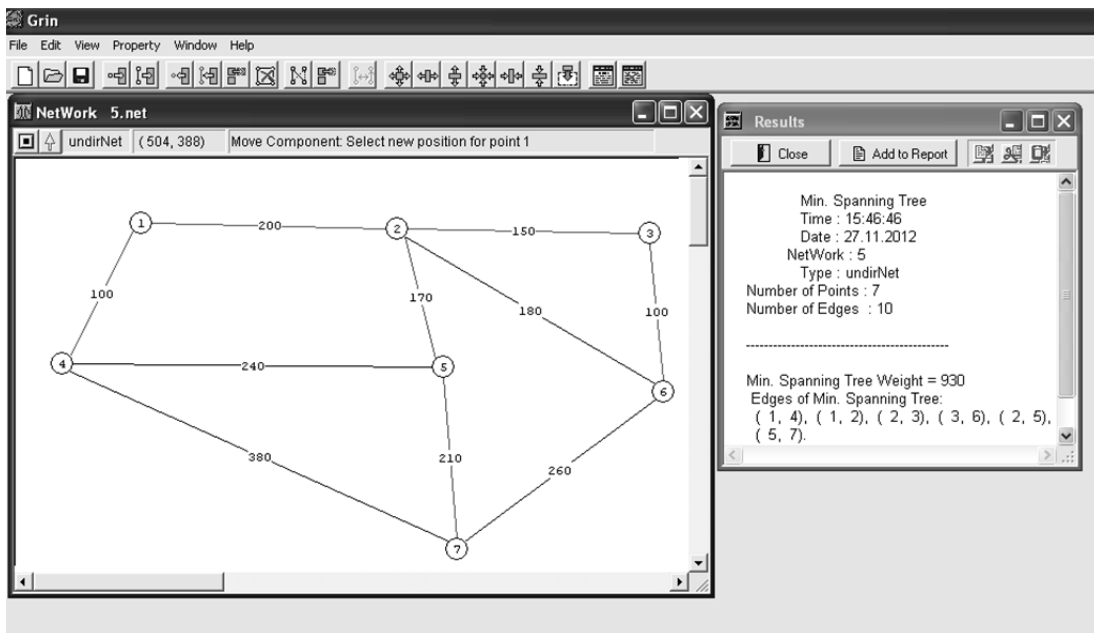 Grin
File Edit View Property Window Help
NetWork 5.net
undirNet (504, 388) Move Component: Select new position for point 1
1
200
2
150
3
100
170
180
100
4
240
5
6
380
210
260
7
Results
Close Add to Report
Min. Spanning Tree
Time : 15:46:46
Date : 27.11.2012
NetWork : 5
Type : undirNet
Number of Points : 7
Number of Edges : 10
---------------------------------------------
Min. Spanning Tree Weight = 930
Edges of Min. Spanning Tree:
( 1, 4), ( 1, 2), ( 2, 3), ( 3, 6), ( 2, 5),
( 5, 7).